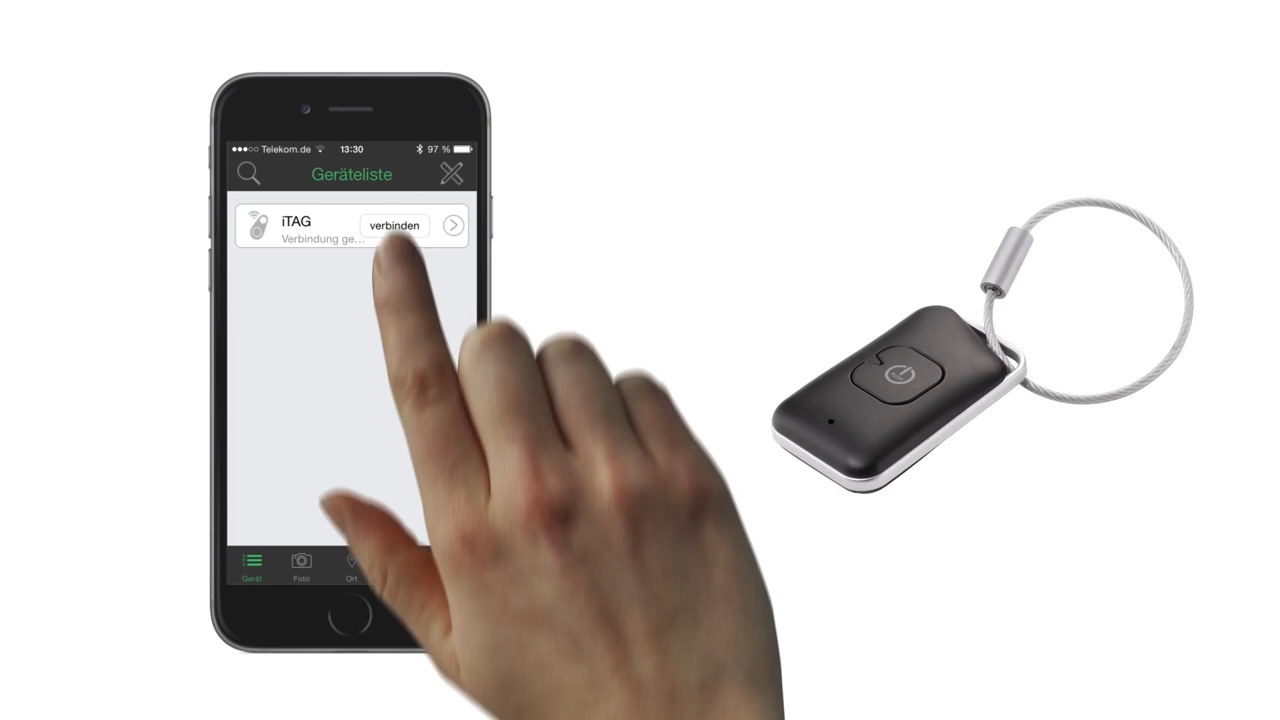 Telekom.de 13:30 97 %
Geräteliste
iTAG
verbinden
Verbindung ge...
Gerät Foto Ort